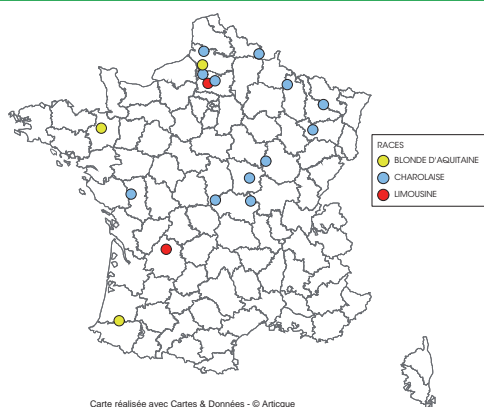 RACES
BLONDE D'AQUITAINE
CHAROLAISE
LIMOUSINE
Carte réalisée avec Cartes & Données - © Articque